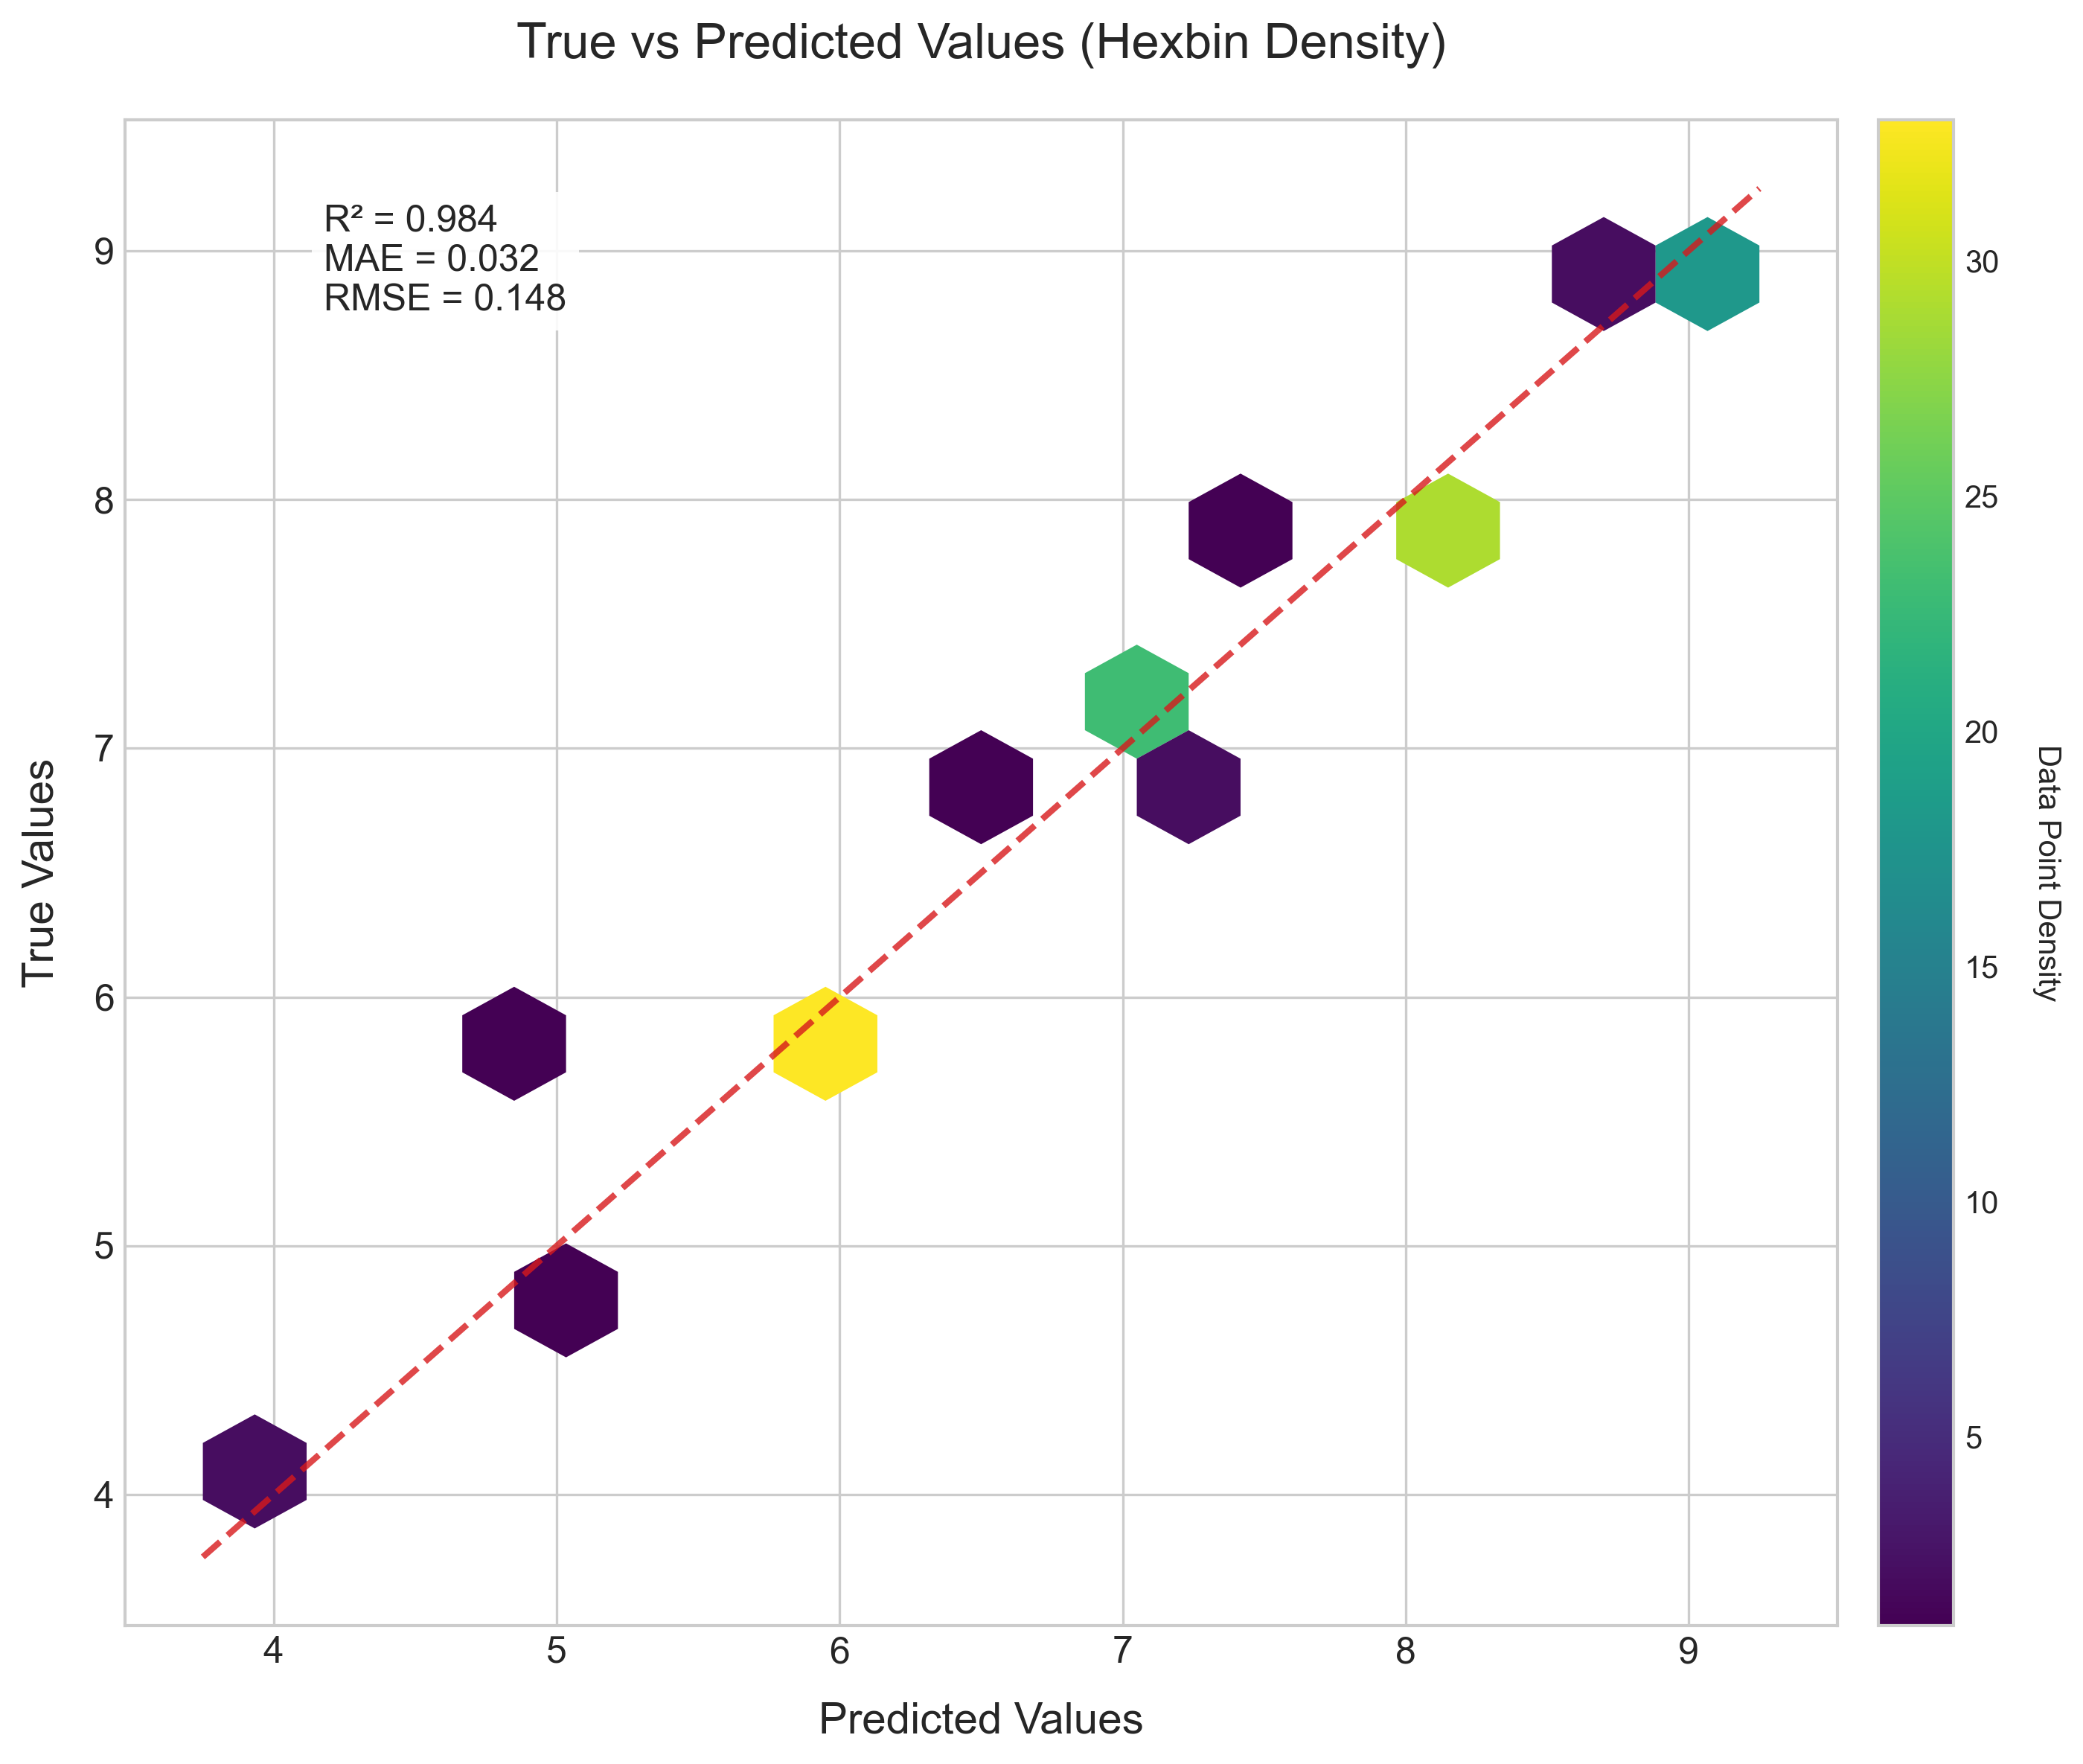 True vs Predicted Values (Hexbin Density)
R² = 0.984
MAE = 0.032
RMSE = 0.148
9
8
7
6
5
4
True Values
4 5 6 7 8 9
Predicted Values
30
25
20
15
10
5
Data Point Density